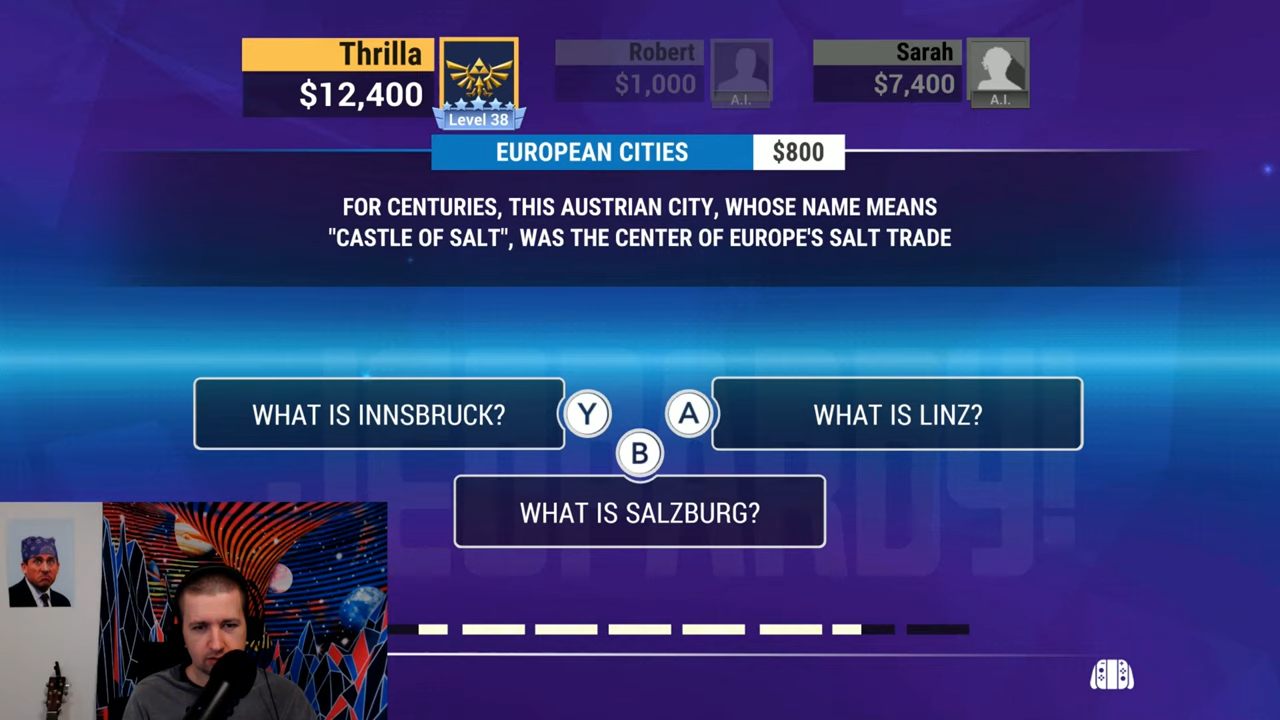 Thrilla
$12,400
Level 38
Robert
$1,000
A.I.
Sarah
$7,400
A.I.
EUROPEAN CITIES
$800
FOR CENTURIES, THIS AUSTRIAN CITY, WHOSE NAME MEANS
"CASTLE OF SALT", WAS THE CENTER OF EUROPE'S SALT TRADE
WHAT IS INNSBRUCK?
Y
A
WHAT IS LINZ?
B
WHAT IS SALZBURG?
JEOPARDY!